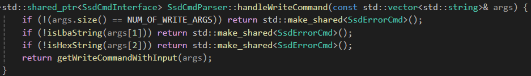 std::shared_ptr<SsdCmdInterface> SsdCmdParser::handleWriteCommand(const std::vector<std::string>& args) {
    if (!(args.size() == NUM_OF_WRITE_ARGS)) return std::make_shared<SsdErrorCmd>();
    if (!isLbaString(args[1])) return std::make_shared<SsdErrorCmd>();
    if (!isHexString(args[2])) return std::make_shared<SsdErrorCmd>();
    return getWriteCommandWithInput(args);
}